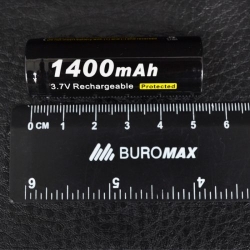 1400mAh
3.7V Rechargeable Protected
0 CM 1 2 3 4 5 6
BUROMAX
6 5 4